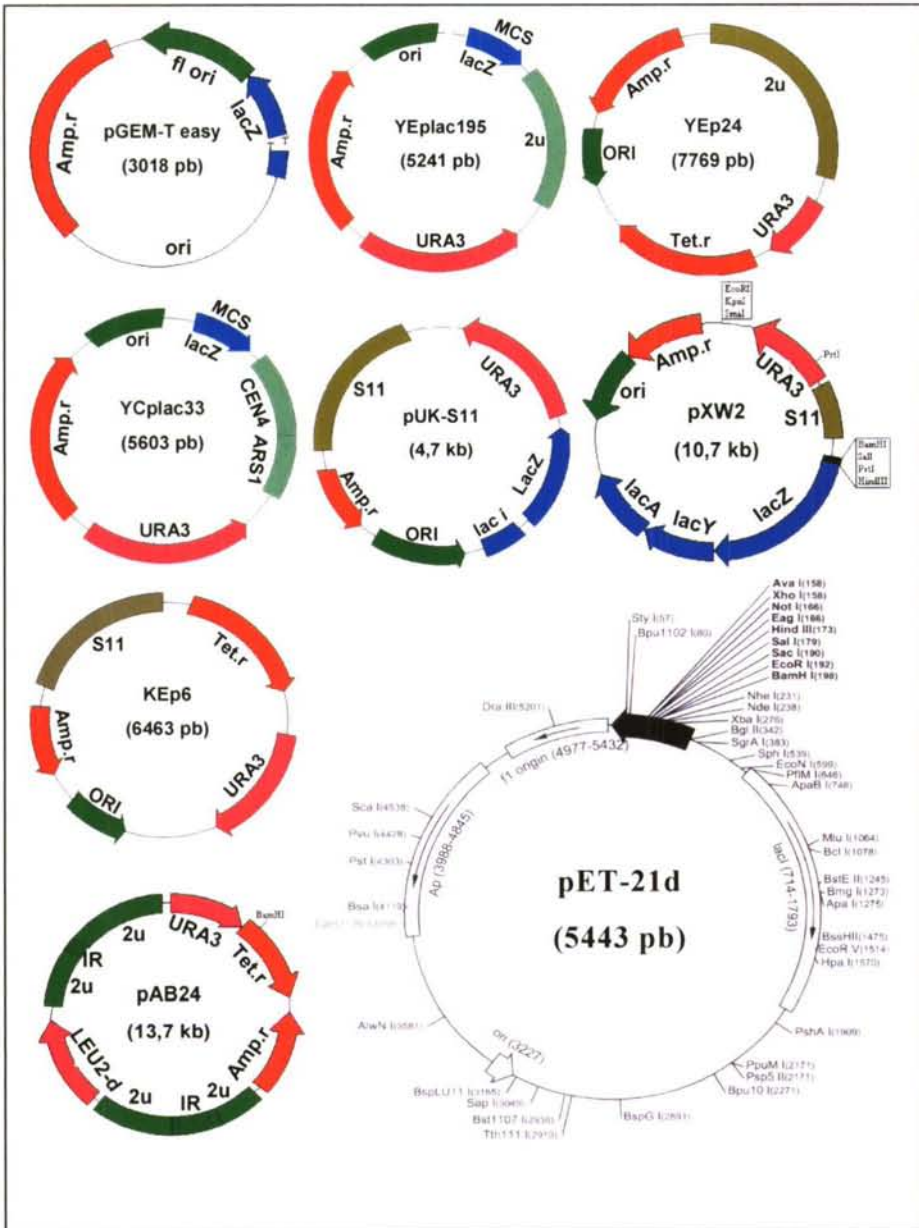 fl ori
lacZ
Amp.r
pGEM-T easy
(3018 pb)
ori
ori
MCS
lacZ
Amp.r
YEplac195
(5241 pb)
2u
URA3
Amp.r
2u
YEp24
(7769 pb)
ORI
URA3
Tet.r
ori
MCS
lacZ
Amp.r
YCplac33
(5603 pb)
CEN4 ARS1
URA3
S11
URA3
pUK-S11
(4,7 kb)
Amp.r
ORI
lac i
LacZ
EcoRI
KpnI
SmaI
Amp.r
URA3
PstI
ori
S11
pXW2
(10,7 kb)
BamHI
SalI
PstI
HindIII
lacA
lacY
lacZ
S11
Tet.r
KEp6
(6463 pb)
Amp.r
ORI
URA3
2u
URA3
BamHI
Tet.r
IR
2u
pAB24
(13,7 kb)
LEU2-d
Amp.r
2u
IR
2u
Ava I(158)
Xho I(158)
Not I(166)
Eag I(166)
Hind III(173)
Sal I(179)
Sac I(190)
EcoR I(192)
BamH I(198)
Sty I(57)
Bpu1102 I(80)
Nhe I(231)
Nde I(238)
Xba I(276)
Bgl II(342)
SgrA I(383)
Sph I(539)
EcoN I(599)
PflM I(646)
ApaB I(748)
Dra III(5201)
f1 origin (4977-5432)
Sca I(4538)
Pvu I(4428)
Pst I(4303)
Bsa I(4119)
Ap (3988-4845)
Mlu I(1064)
Bcl I(1078)
BstE II(1245)
Bmg I(1273)
Apa I(1275)
BssHII(1475)
EcoR V(1514)
Hpa I(1570)
lacI (714-1793)
pET-21d
(5443 pb)
AlwN I(3581)
ori (3227)
PshA I(1909)
PpuM I(2171)
Psp5 II(2171)
Bpu10 I(2271)
BspLU11 I(3165)
Sap I(3049)
Bst1107 I(2936)
Tth111 I(2910)
BspG I(2691)